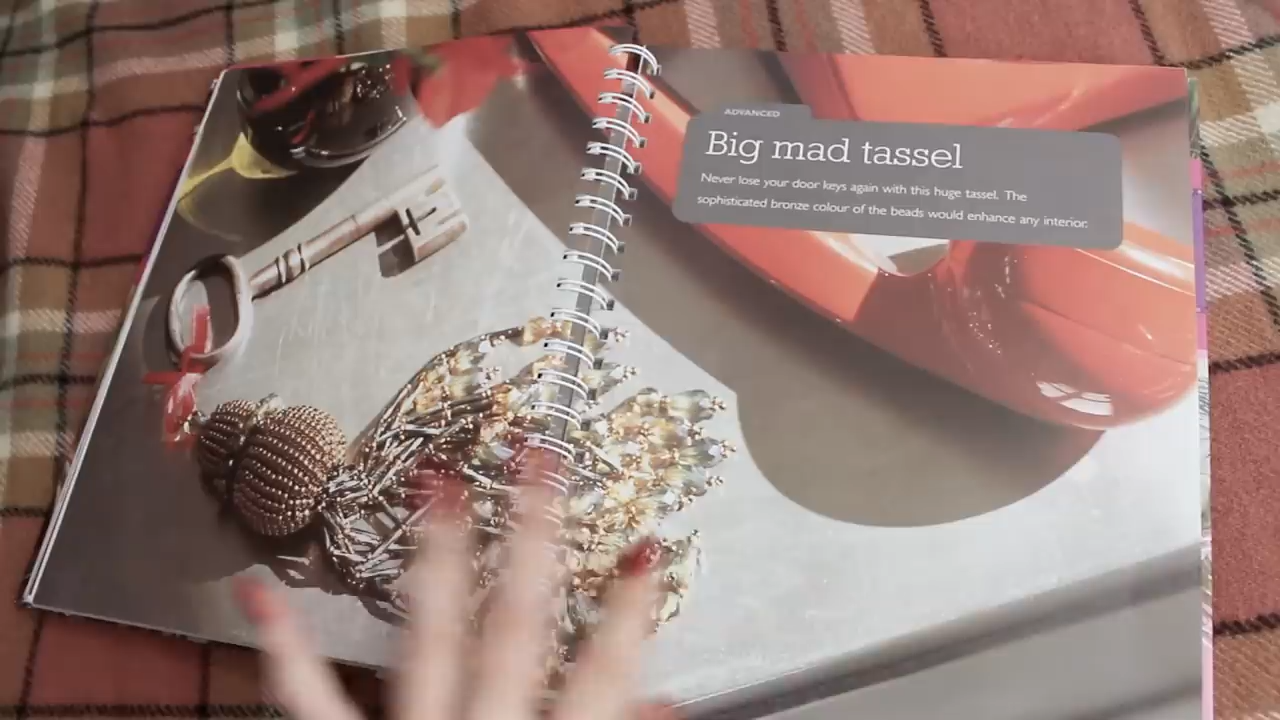 ADVANCED
Big mad tassel
Never lose your door keys again with this huge tassel. The
sophisticated bronze colour of the beads would enhance any interior.